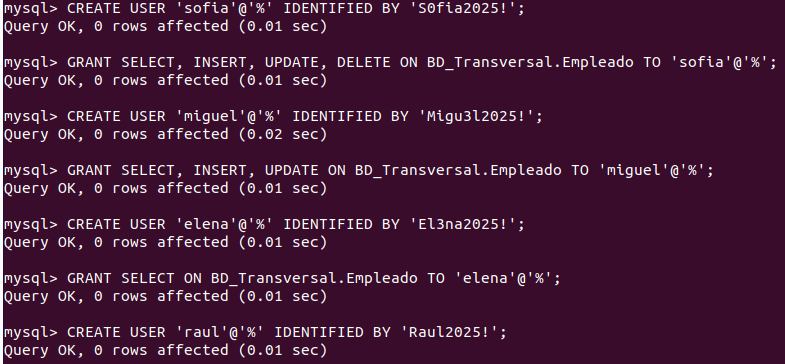 mysql> CREATE USER 'sofia'@'%' IDENTIFIED BY 'S0fia2025!';
Query OK, 0 rows affected (0.01 sec)
mysql> GRANT SELECT, INSERT, UPDATE, DELETE ON BD_Transversal.Empleado TO 'sofia'@'%';
Query OK, 0 rows affected (0.01 sec)
mysql> CREATE USER 'miguel'@'%' IDENTIFIED BY 'Migu3l2025!';
Query OK, 0 rows affected (0.02 sec)
mysql> GRANT SELECT, INSERT, UPDATE ON BD_Transversal.Empleado TO 'miguel'@'%';
Query OK, 0 rows affected (0.01 sec)
mysql> CREATE USER 'elena'@'%' IDENTIFIED BY 'El3na2025!';
Query OK, 0 rows affected (0.01 sec)
mysql> GRANT SELECT ON BD_Transversal.Empleado TO 'elena'@'%';
Query OK, 0 rows affected (0.01 sec)
mysql> CREATE USER 'raul'@'%' IDENTIFIED BY 'Raul2025!';
Query OK, 0 rows affected (0.01 sec)